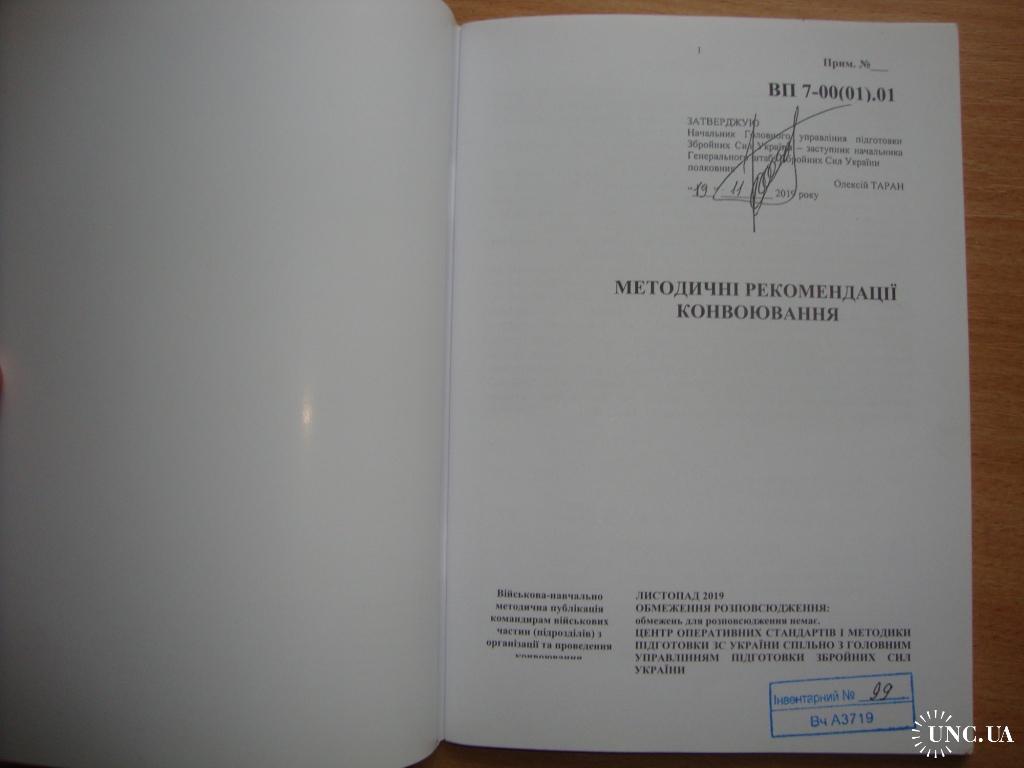 1
Прим. №___
ВП 7-00(01).01
ЗАТВЕРДЖУЮ
Начальник Головного управління підготовки
Збройних Сил України – заступник начальника
Генерального штабу Збройних Сил України
полковник
Олексій ТАРАН
"19" 11 2019 року
МЕТОДИЧНІ РЕКОМЕНДАЦІЇ
КОНВОЮВАННЯ
Військова-навчально
методична публікація
командирам військових
частин (підрозділів) з
організації та проведення
конвоювання
ЛИСТОПАД 2019
ОБМЕЖЕННЯ РОЗПОВСЮДЖЕННЯ:
обмежень для розповсюдження немає.
ЦЕНТР ОПЕРАТИВНИХ СТАНДАРТІВ І МЕТОДИКИ
ПІДГОТОВКИ ЗС УКРАЇНИ СПІЛЬНО З ГОЛОВНИМ
УПРАВЛІННЯМ ПІДГОТОВКИ ЗБРОЙНИХ СИЛ
УКРАЇНИ
Інвентарний № 99
Вч А3719
UNC.UA